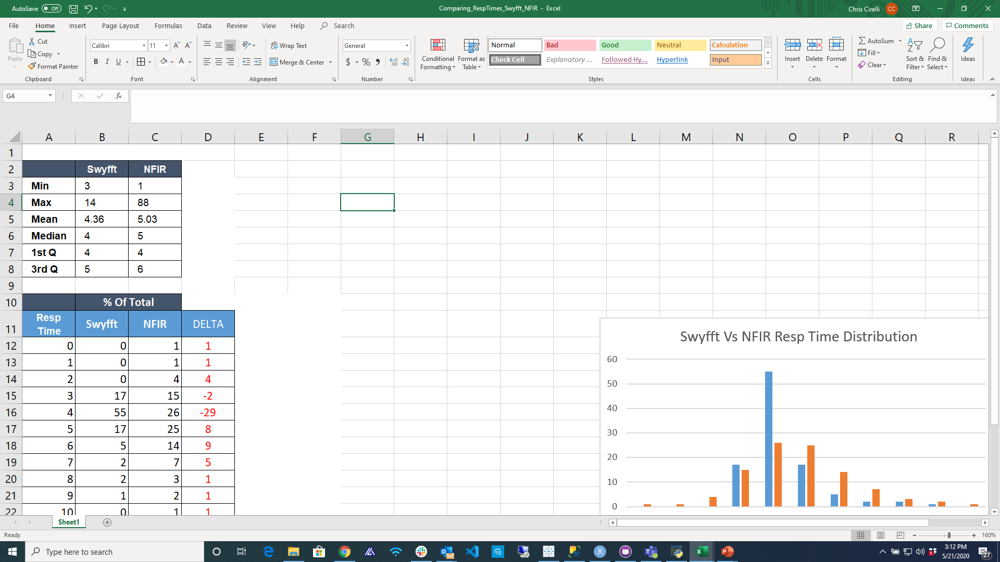 AutoSave Off
Comparing_RespTimes_Swyfft_NFIR - Excel
Chris Cirelli CC
File Home Insert Page Layout Formulas Data Review View Help Search
Share Comments
Paste
Cut
Copy
Format Painter
Clipboard
Calibri 11
B I U
Font
Wrap Text
Merge & Center
Alignment
General
$ % 9
Number
Conditional Formatting
Format as Table
Normal Bad Good Neutral Calculation
Check Cell Explanatory ... Followed Hy... Hyperlink Input
Styles
Insert Delete Format
Cells
AutoSum
Fill
Clear
Sort & Filter
Find & Select
Editing
Ideas
Ideas
G4
fx
A B C D E F G H I J K L M N O P Q R
1
2 Swyfft NFIR
3 Min 3 1
4 Max 14 88
5 Mean 4.36 5.03
6 Median 4 5
7 1st Q 4 4
8 3rd Q 5 6
9
10 % Of Total
11 Resp Time Swyfft NFIR DELTA
12 0 0 1 1
13 1 0 1 1
14 2 0 4 4
15 3 17 15 -2
16 4 55 26 -29
17 5 17 25 8
18 6 5 14 9
19 7 2 7 5
20 8 2 3 1
21 9 1 2 1
22 10 0 1 1
Swyfft Vs NFIR Resp Time Distribution
60
50
40
30
20
10
0
Sheet1
Ready
160%
Type here to search
3:12 PM
5/21/2020
27